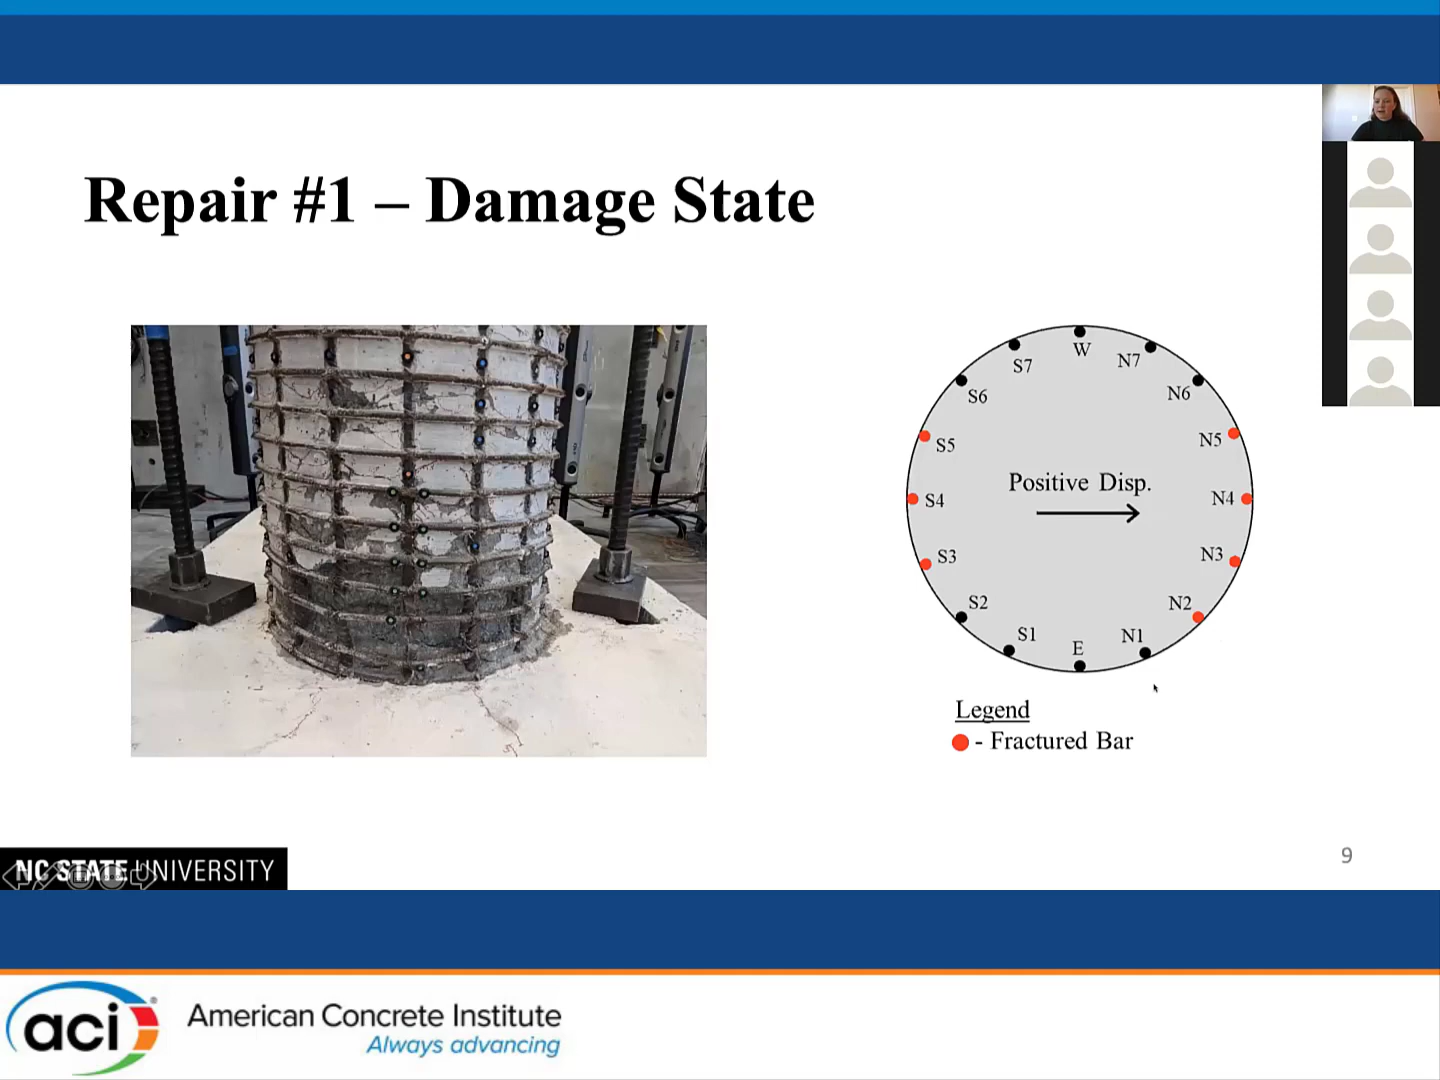 Repair #1 – Damage State
W
S7
N7
S6
N6
S5
N5
Positive Disp.
S4
N4
S3
N3
S2
N2
S1
E
N1
Legend
- Fractured Bar
9
NC STATE UNIVERSITY
aci
American Concrete Institute
Always advancing